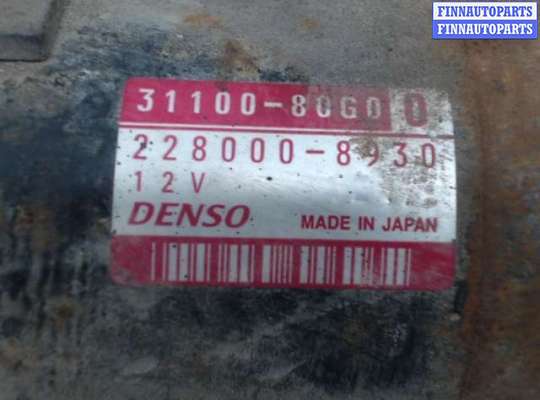 FINNAUTOPARTS
FINNAUTOPARTS
31100-80G0 0
228000-8930
12V
DENSO MADE IN JAPAN